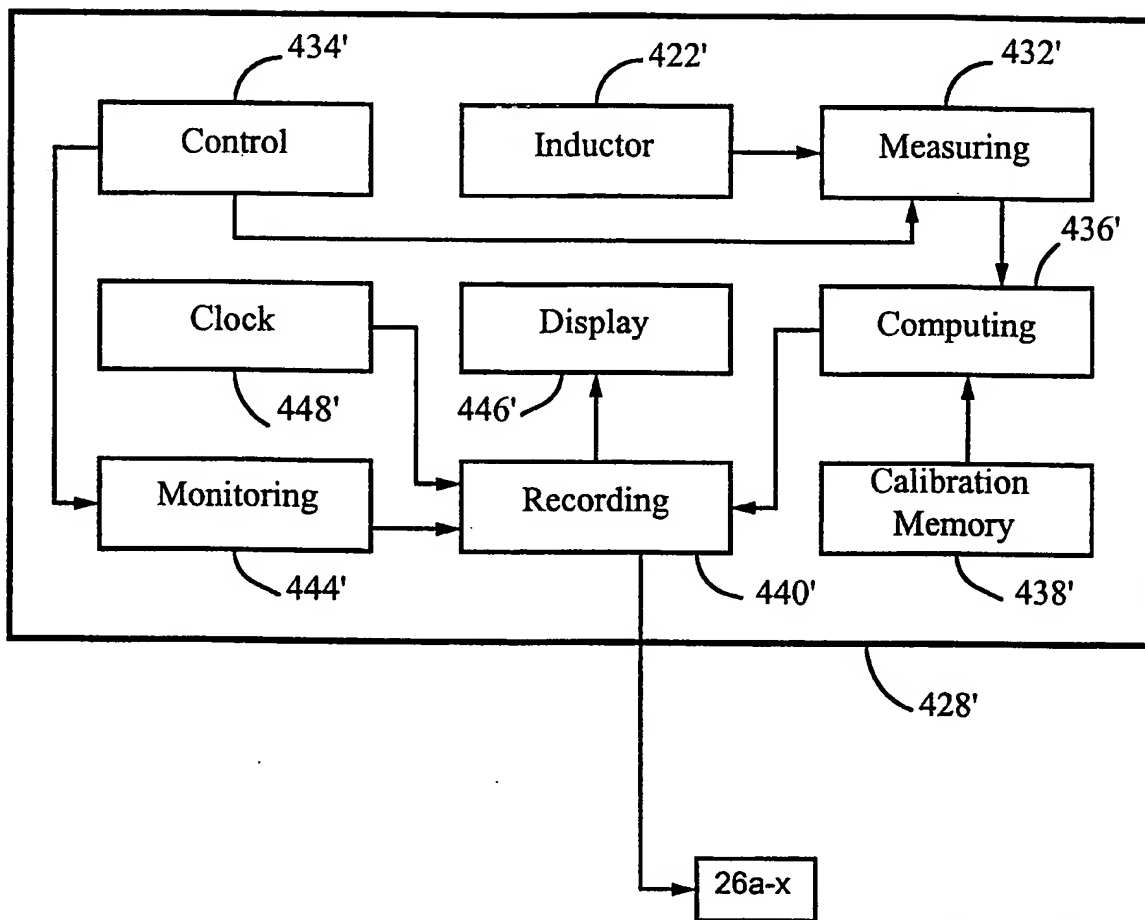 434'
422'
432'
Control
Inductor
Measuring
436'
Clock
Display
Computing
448'
446'
Monitoring
Recording
Calibration
Memory
444'
440'
438'
428'
26a-x